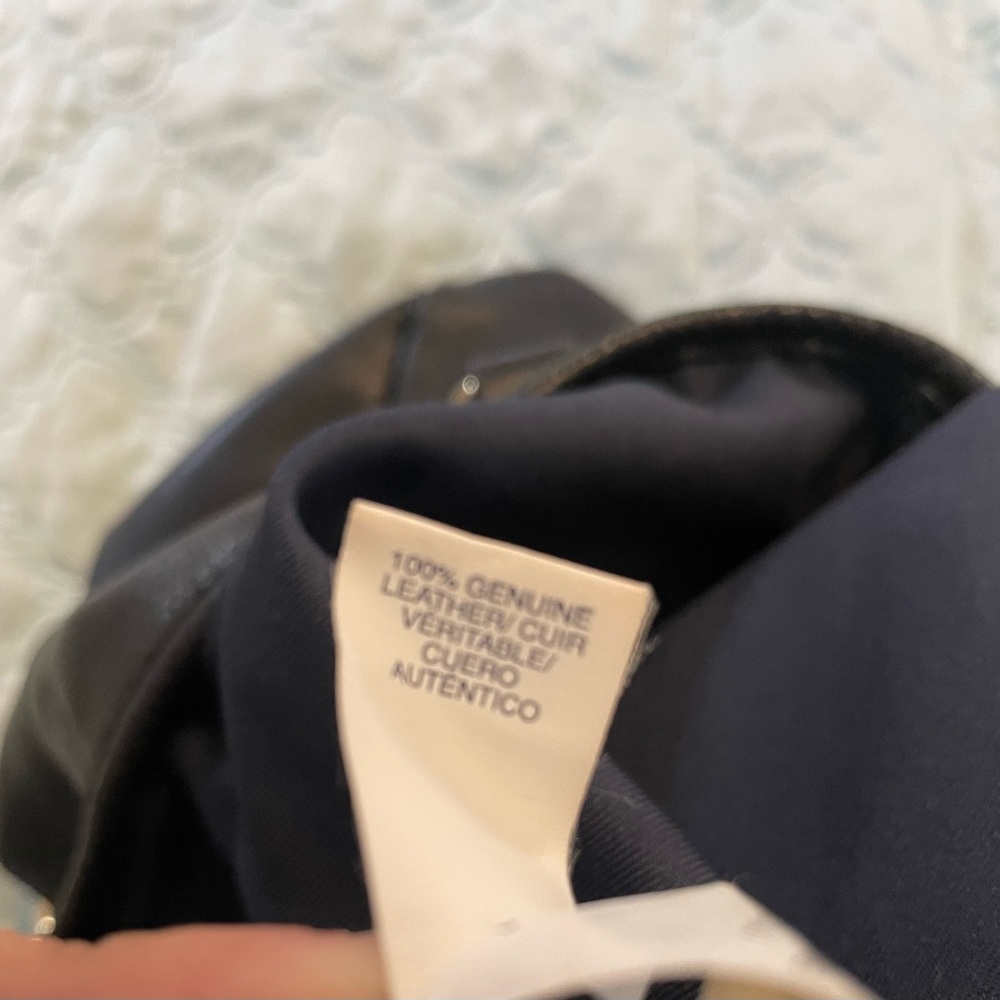 100% GENUINE
LEATHER/ CUIR
VÉRITABLE/
CUERO
AUTÉNTICO